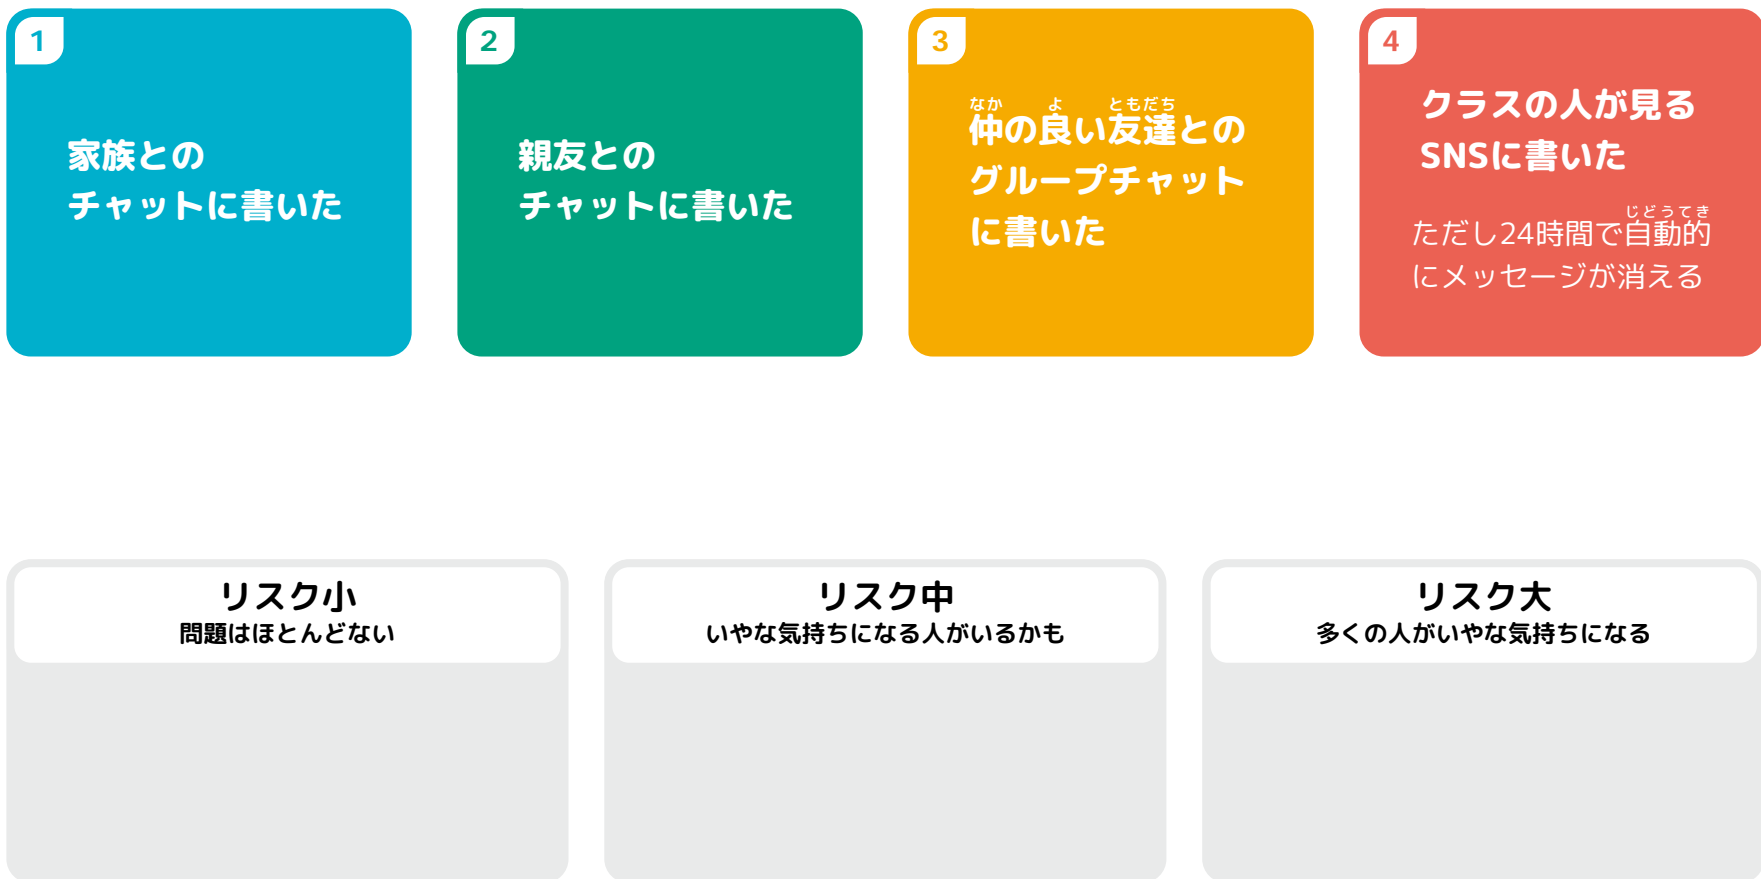 1
家族との
チャットに書いた
2
親友との
チャットに書いた
3
なか よ ともだち
仲の良い友達との
グループチャット
に書いた
4
クラスの人が見る
SNSに書いた
じどうてき
ただし24時間で自動的
にメッセージが消える
リスク小
問題はほとんどない
リスク中
いやな気持ちになる人がいるかも
リスク大
多くの人がいやな気持ちになる